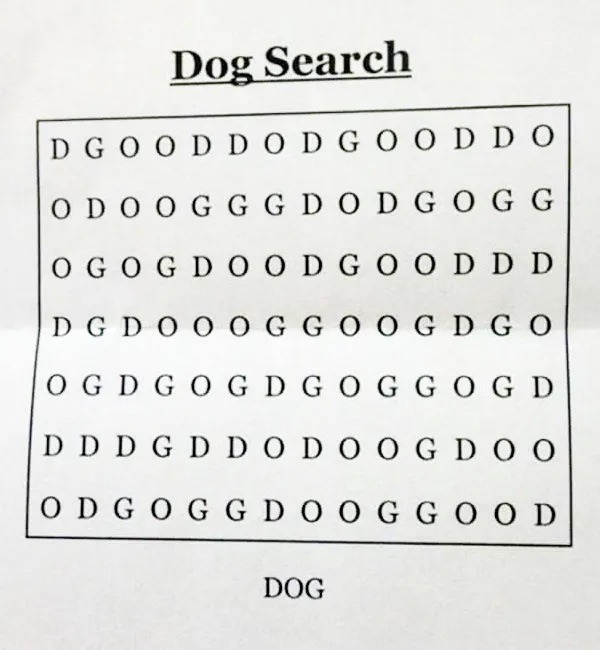 Dog Search
D G O O D D O D G O O D D O
O D O O G G G D O D G O G G
O G O G D O O D G O O D D D
D G D O O O G G O O G D G O
O G D G O G D G O G G O G D
D D D G D D O D O O G D O O
O D G O G G D O O G G O O D
DOG